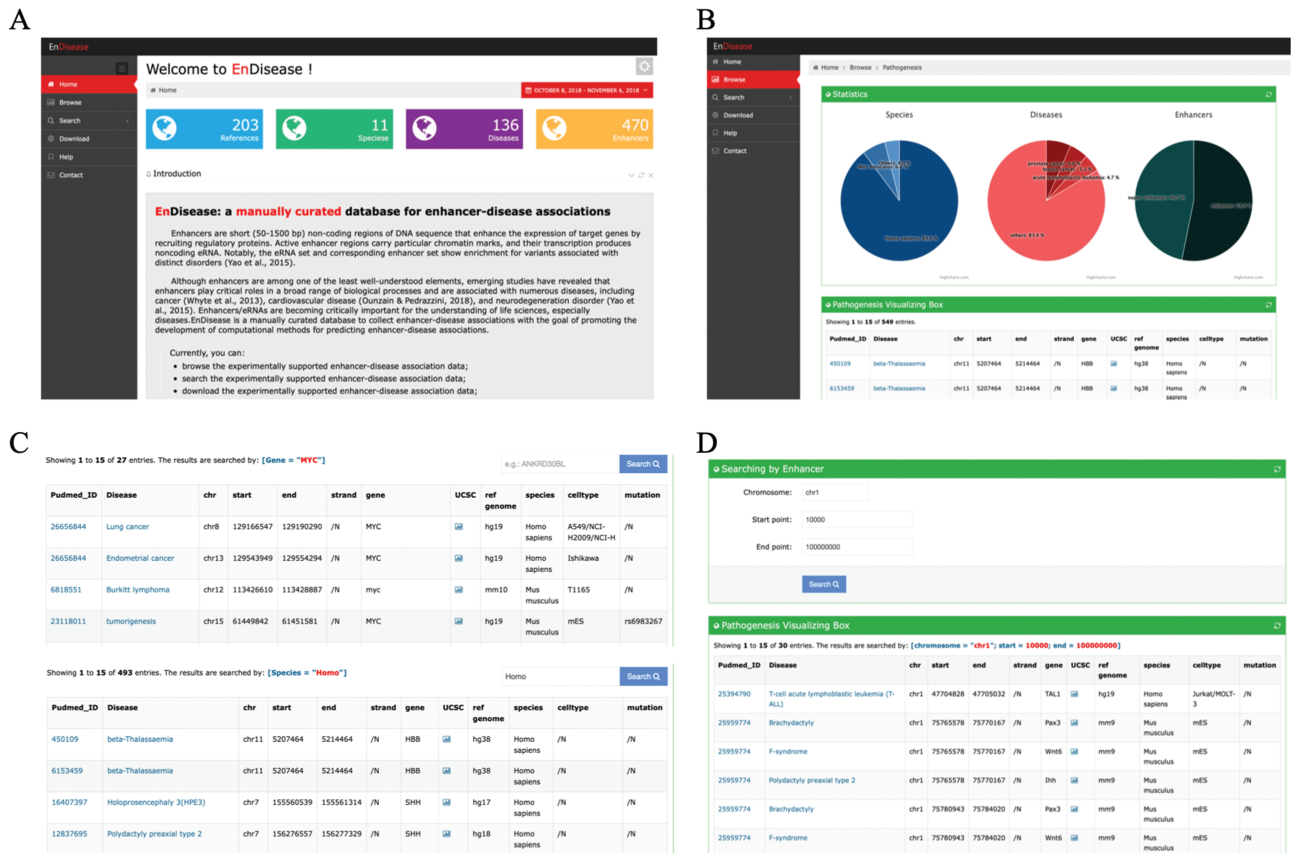 A
EnDisease
Home
Browse
Search
Download
Help
Contact
Welcome to EnDisease !
Home
OCTOBER 8, 2018 - NOVEMBER 6, 2018
203
References
11
Speciese
136
Diseases
470
Enhancers
Introduction
EnDisease: a manually curated database for enhancer-disease associations
Enhancers are short (50-1500 bp) non-coding regions of DNA sequence that enhance the expression of target genes by
recruiting regulatory proteins. Active enhancer regions carry particular chromatin marks, and their transcription produces
noncoding eRNA. Notably, the eRNA set and corresponding enhancer set show enrichment for variants associated with
distinct disorders (Yao et al., 2015).
Although enhancers are among of the least well-understood elements, emerging studies have revealed that
enhancers play critical roles in a broad range of biological processes and are associated with numerous diseases, including
cancer (Whyte et al., 2013), cardiovascular disease (Ounzain & Pedrazzini, 2018), and neurodegeneration disorder (Yao et
al., 2015). Enhancers/eRNAs are becoming critically important for the understanding of life sciences, especially
diseases.EnDisease is a manually curated database to collect enhancer-disease associations with the goal of promoting the
development of computational methods for predicting enhancer-disease associations.
Currently, you can:
• browse the experimentally supported enhancer-disease association data;
• search the experimentally supported enhancer-disease association data;
• download the experimentally supported enhancer-disease association data;
B
EnDisease
Home
Browse
Search
Download
Help
Contact
Home > Browse > Pathogenesis
Statistics
Species
Diseases
Enhancers
Homo sapiens:
acute lymphoblastic leukemia: 4.7 %
others: 83.6 %
Highcharts.com
Highcharts.com
Highcharts.com
Pathogenesis Visualizing Box
Showing 1 to 15 of 549 entries.
Pudmed_ID Disease chr start end strand gene UCSC ref genome species celltype mutation
450109 beta-Thalassaemia chr11 5207464 5214464 /N HBB hg38 Homo sapiens /N /N
6153459 beta-Thalassaemia chr11 5207464 5214464 /N HBB hg38 Homo sapiens /N /N
C
Showing 1 to 15 of 27 entries. The results are searched by: [Gene = "MYC"]
e.g.: ANKRD30BL Search
Pudmed_ID Disease chr start end strand gene UCSC ref genome species celltype mutation
26656844 Lung cancer chr8 129166547 129190290 /N MYC hg19 Homo sapiens A549/NCI-H2009/NCI-H /N
26656844 Endometrial cancer chr13 129543949 129554294 /N MYC hg19 Homo sapiens Ishikawa /N
6818551 Burkitt lymphoma chr12 113426610 113428887 /N myc mm10 Mus musculus T1165 /N
23118011 tumorigenesis chr15 61449842 61451581 /N MYC hg19 Mus musculus mES rs6983267
Showing 1 to 15 of 493 entries. The results are searched by: [Species = "Homo"]
Homo Search
Pudmed_ID Disease chr start end strand gene UCSC ref genome species celltype mutation
450109 beta-Thalassaemia chr11 5207464 5214464 /N HBB hg38 Homo sapiens /N /N
6153459 beta-Thalassaemia chr11 5207464 5214464 /N HBB hg38 Homo sapiens /N /N
16407397 Holoprosencephaly 3(HPE3) chr7 155560539 155561314 /N SHH hg17 Homo sapiens /N /N
12837695 Polydactyly preaxial type 2 chr7 156276557 156277329 /N SHH hg18 Homo sapiens /N /N
D
Searching by Enhancer
Chromosome: chr1
Start point: 10000
End point: 100000000
Search
Pathogenesis Visualizing Box
Showing 1 to 15 of 30 entries. The results are searched by: [chromosome = "chr1"; start = 10000; end = 100000000]
Pudmed_ID Disease chr start end strand gene UCSC ref genome species celltype mutation
25394790 T-cell acute lymphoblastic leukemia (T-ALL) chr1 47704828 47705032 /N TAL1 hg19 Homo sapiens Jurkat/MOLT-3 /N
25959774 Brachydactyly chr1 75765578 75770167 /N Pax3 mm9 Mus musculus mES /N
25959774 F-syndrome chr1 75765578 75770167 /N Wnt6 mm9 Mus musculus mES /N
25959774 Polydactyly preaxial type 2 chr1 75765578 75770167 /N Ihh mm9 Mus musculus mES /N
25959774 Brachydactyly chr1 75780943 75784020 /N Pax3 mm9 Mus musculus mES /N
25959774 F-syndrome chr1 75780943 75784020 /N Wnt6 mm9 Mus musculus mES /N